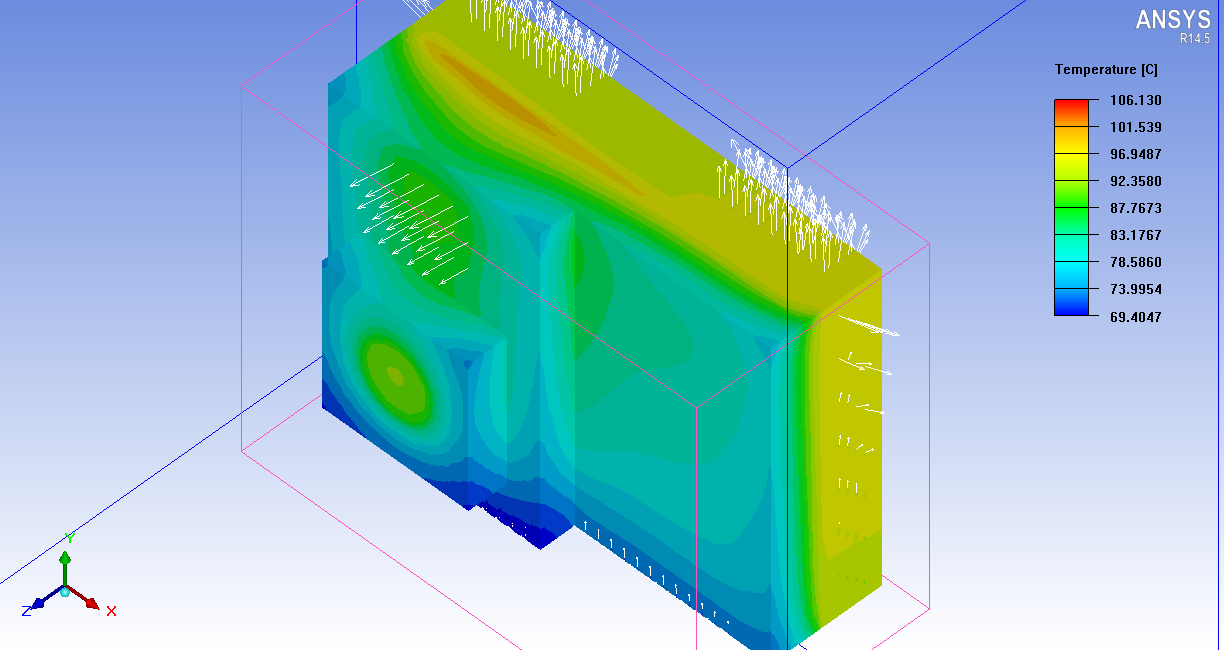 ANSYS
R14.5
Temperature [C]
106.130
101.539
96.9487
92.3580
87.7673
83.1767
78.5860
73.9954
69.4047
Y
Z
X